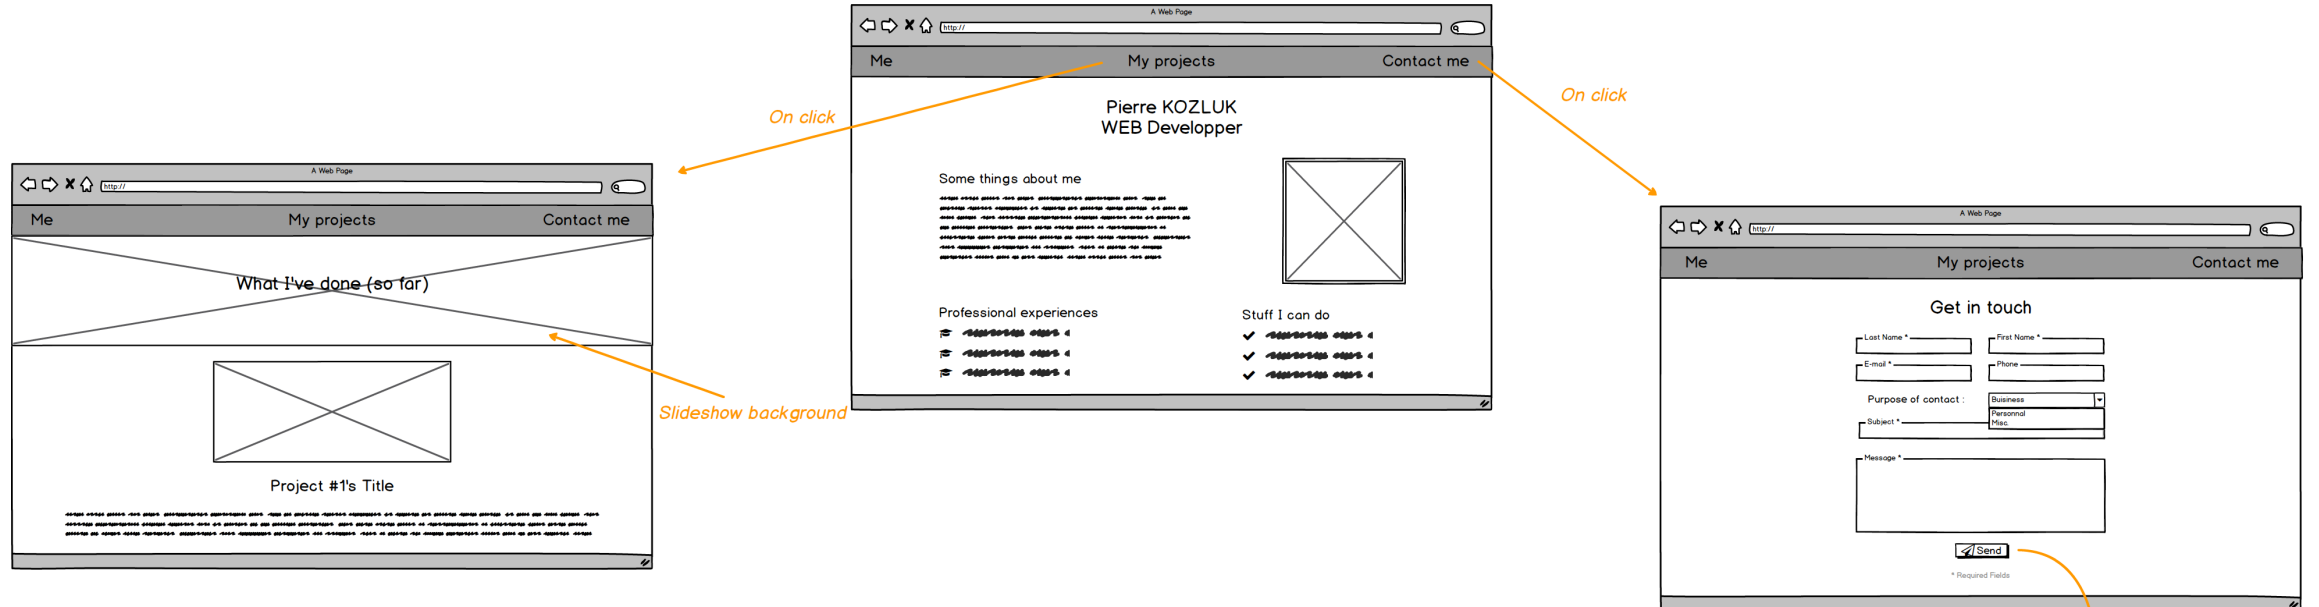 A Web Page
http://
Me My projects Contact me
Pierre KOZLUK
WEB Developper
Some things about me
Professional experiences
Stuff I can do
On click
On click
A Web Page
http://
Me My projects Contact me
What I've done (so far)
Slideshow background
Project #1's Title
A Web Page
http://
Me My projects Contact me
Get in touch
Last Name * First Name *
E-mail * Phone
Purpose of contact : Buisiness
Personnal
Misc.
Subject *
Message *
Send
* Required Fields